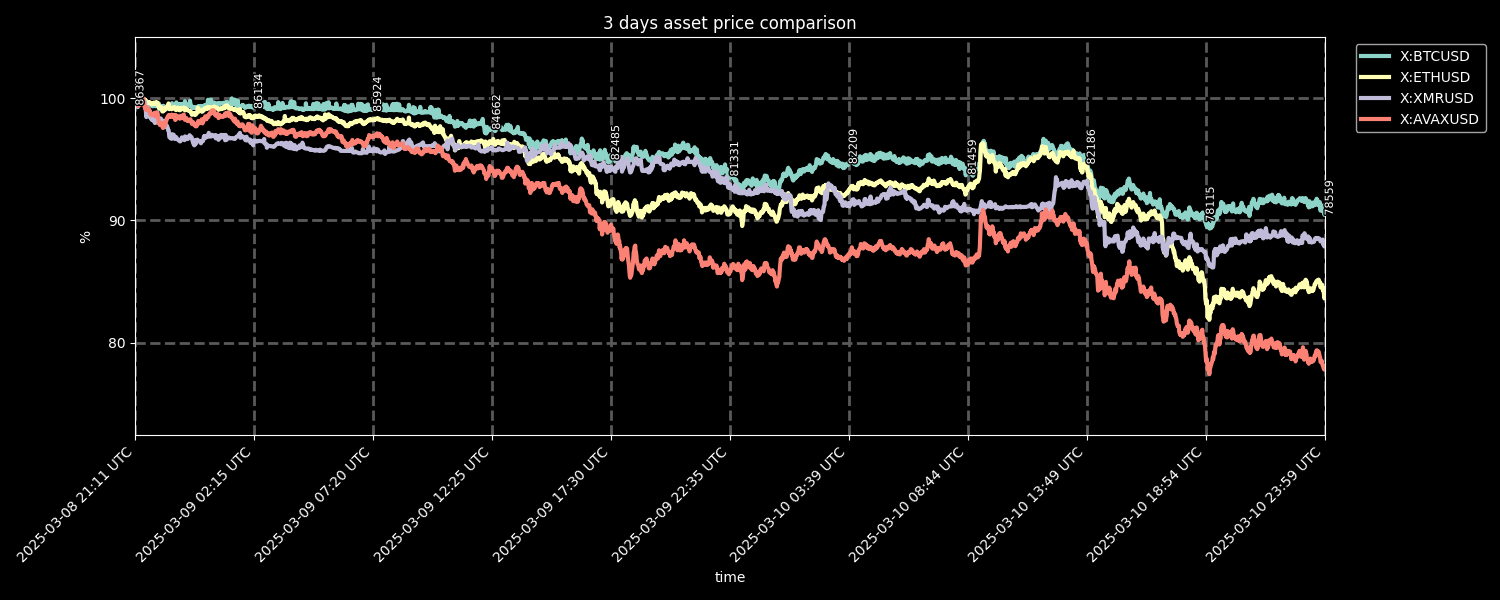 3 days asset price comparison
X:BTCUSD
X:ETHUSD
X:XMRUSD
X:AVAXUSD
100
90
80
%
86367
86134
85924
84662
82485
81331
82209
81459
82186
78115
78559
2025-03-08 21:11 UTC
2025-03-09 02:15 UTC
2025-03-09 07:20 UTC
2025-03-09 12:25 UTC
2025-03-09 17:30 UTC
2025-03-09 22:35 UTC
2025-03-10 03:39 UTC
2025-03-10 08:44 UTC
2025-03-10 13:49 UTC
2025-03-10 18:54 UTC
2025-03-10 23:59 UTC
time